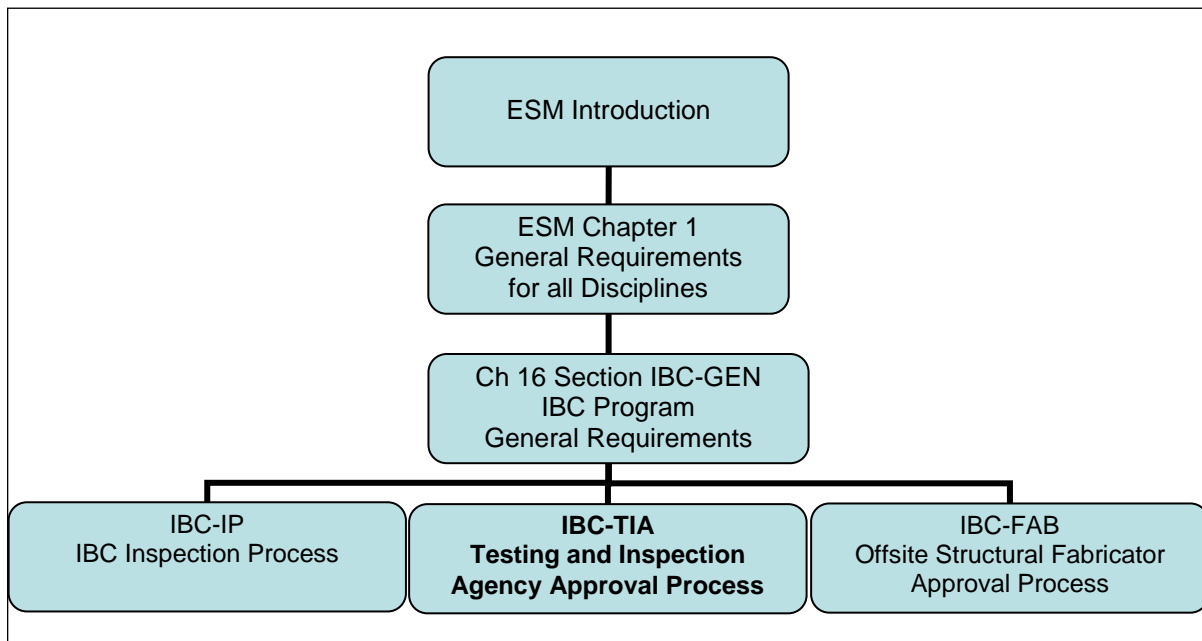 ESM Introduction
ESM Chapter 1
General Requirements
for all Disciplines
Ch 16 Section IBC-GEN
IBC Program
General Requirements
IBC-IP
IBC Inspection Process
IBC-TIA
Testing and Inspection
Agency Approval Process
IBC-FAB
Offsite Structural Fabricator
Approval Process